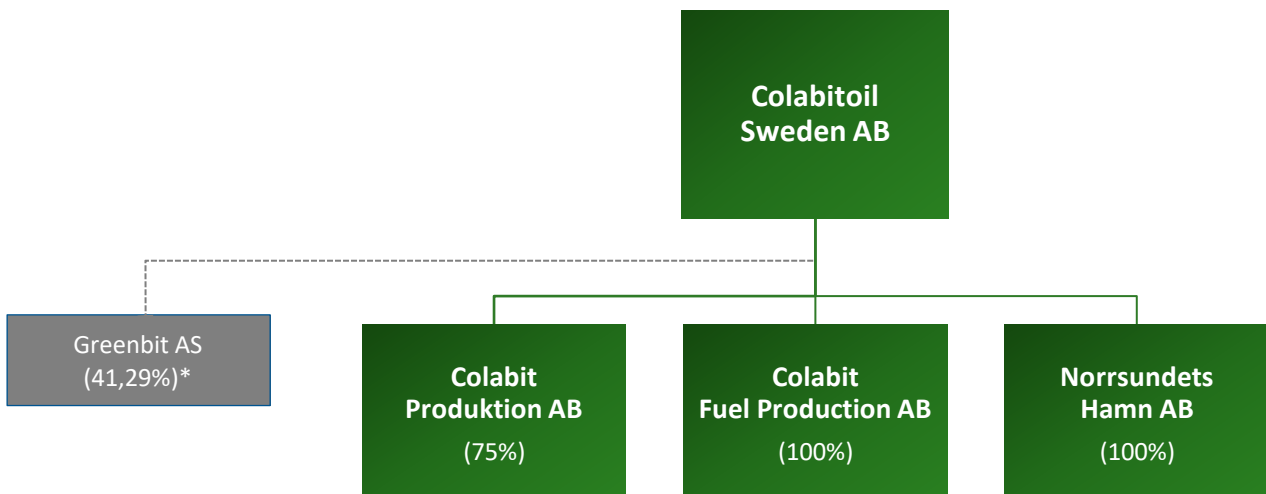 Colabitoil
Sweden AB
Greenbit AS
(41,29%)*
Colabit
Produktion AB
(75%)
Colabit
Fuel Production AB
(100%)
Norrsundets
Hamn AB
(100%)